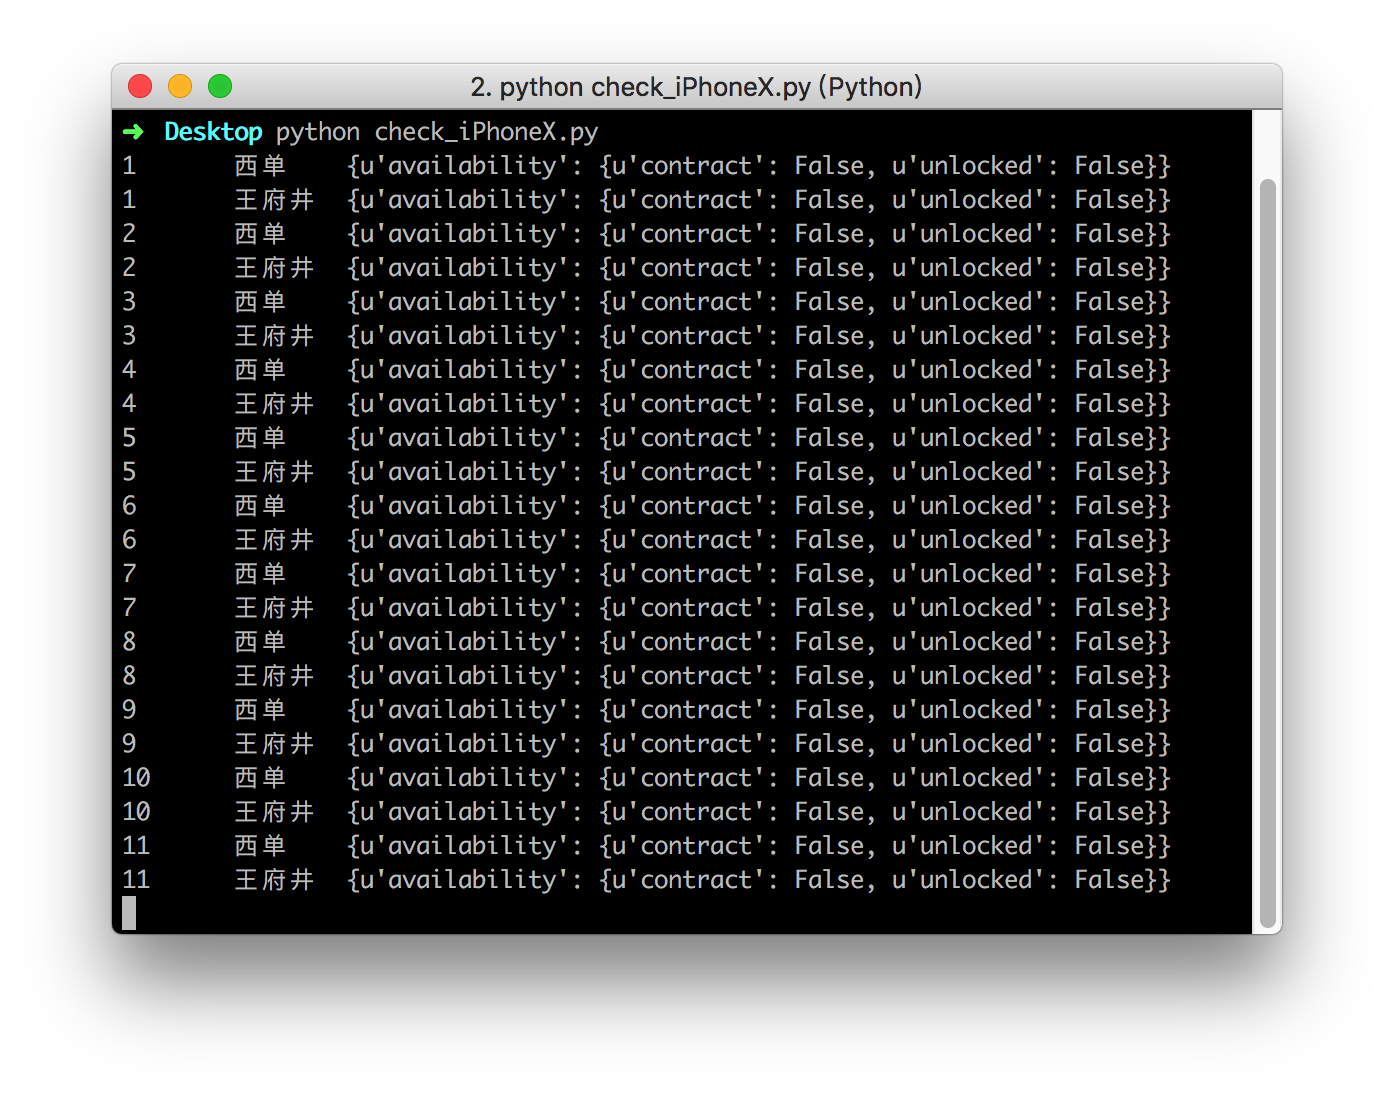 2. python check_iPhoneX.py (Python)
➜ Desktop python check_iPhoneX.py
1 西单 {u'availability': {u'contract': False, u'unlocked': False}}
1 王府井 {u'availability': {u'contract': False, u'unlocked': False}}
2 西单 {u'availability': {u'contract': False, u'unlocked': False}}
2 王府井 {u'availability': {u'contract': False, u'unlocked': False}}
3 西单 {u'availability': {u'contract': False, u'unlocked': False}}
3 王府井 {u'availability': {u'contract': False, u'unlocked': False}}
4 西单 {u'availability': {u'contract': False, u'unlocked': False}}
4 王府井 {u'availability': {u'contract': False, u'unlocked': False}}
5 西单 {u'availability': {u'contract': False, u'unlocked': False}}
5 王府井 {u'availability': {u'contract': False, u'unlocked': False}}
6 西单 {u'availability': {u'contract': False, u'unlocked': False}}
6 王府井 {u'availability': {u'contract': False, u'unlocked': False}}
7 西单 {u'availability': {u'contract': False, u'unlocked': False}}
7 王府井 {u'availability': {u'contract': False, u'unlocked': False}}
8 西单 {u'availability': {u'contract': False, u'unlocked': False}}
8 王府井 {u'availability': {u'contract': False, u'unlocked': False}}
9 西单 {u'availability': {u'contract': False, u'unlocked': False}}
9 王府井 {u'availability': {u'contract': False, u'unlocked': False}}
10 西单 {u'availability': {u'contract': False, u'unlocked': False}}
10 王府井 {u'availability': {u'contract': False, u'unlocked': False}}
11 西单 {u'availability': {u'contract': False, u'unlocked': False}}
11 王府井 {u'availability': {u'contract': False, u'unlocked': False}}